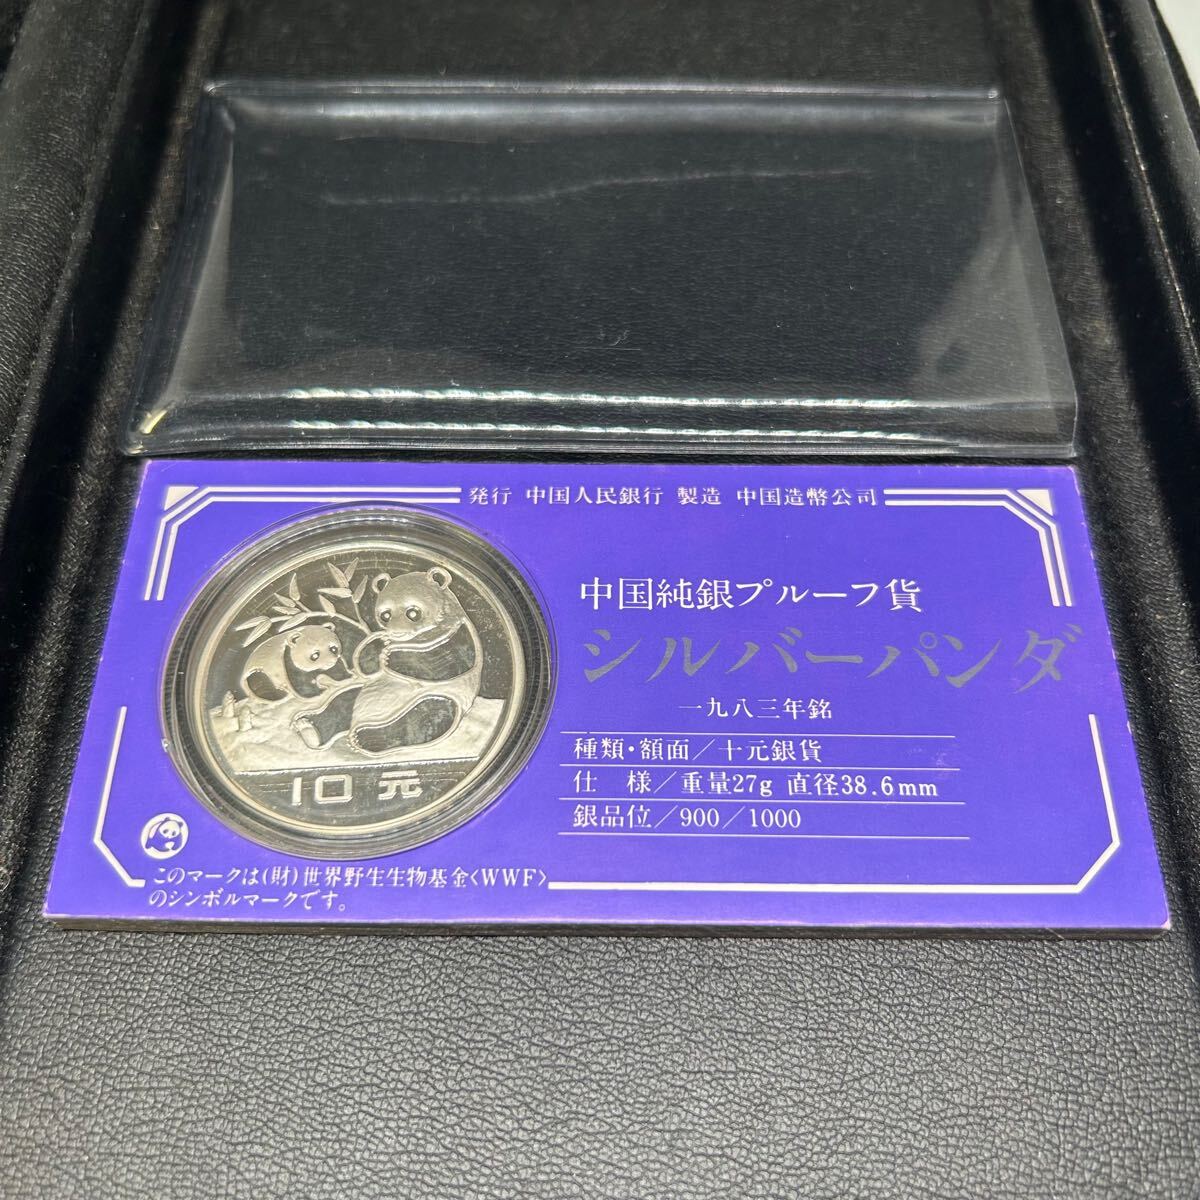 発行 中国人民銀行 製造 中国造幣公司
中国純銀プルーフ貨
シルバーパンダ
一九八三年銘
種類・額面／十元銀貨
仕　様／重量27g 直径38.6mm
銀品位／900／1000
10元
このマークは(財)世界野生生物基金〈WWF〉
のシンボルマークです。